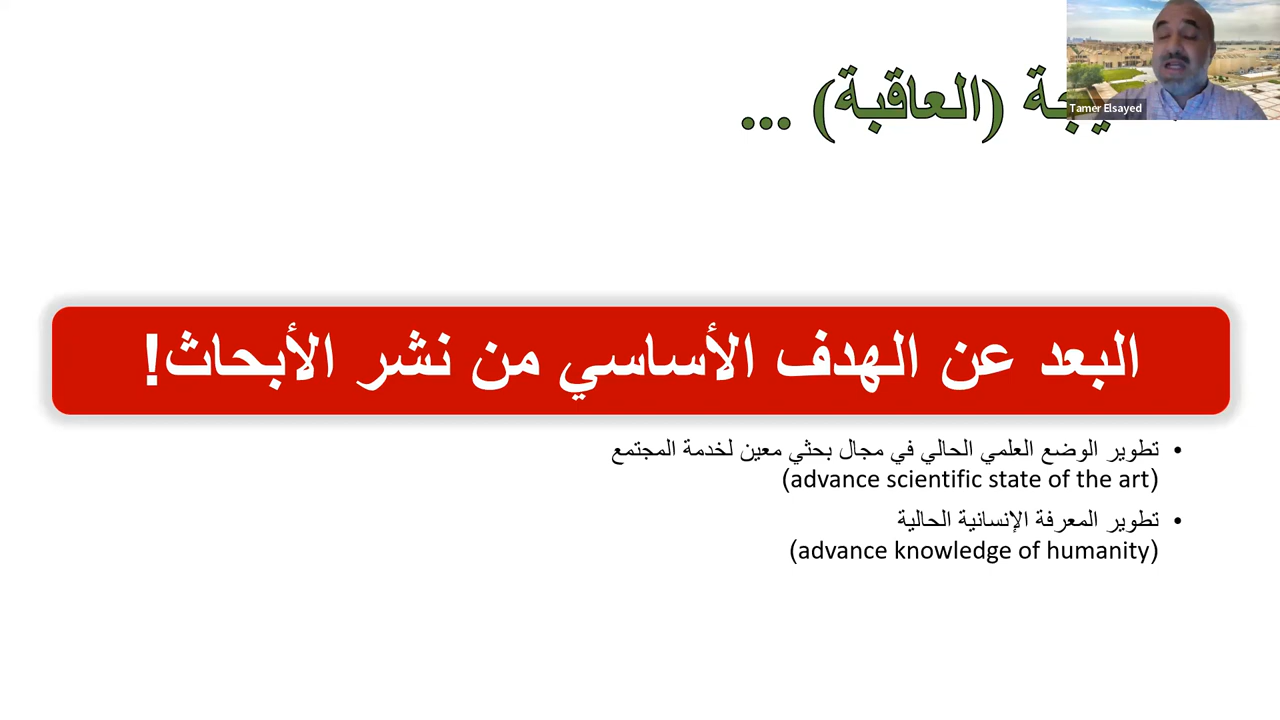 (العاقبة) ...
Tamer Elsayed
البعد عن الهدف الأساسي من نشر الأبحاث!
• تطوير الوضع العلمي الحالي في مجال بحثي معين لخدمة المجتمع
(advance scientific state of the art)
• تطوير المعرفة الإنسانية الحالية
(advance knowledge of humanity)